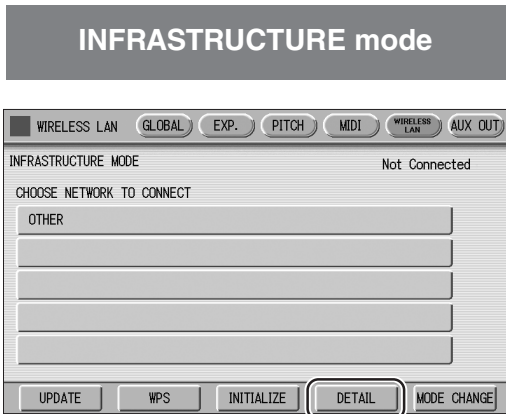 INFRASTRUCTURE mode
WIRELESS LAN GLOBAL EXP. PITCH MIDI WIRELESS LAN AUX OUT
INFRASTRUCTURE MODE Not Connected
CHOOSE NETWORK TO CONNECT
OTHER
UPDATE WPS INITIALIZE DETAIL MODE CHANGE